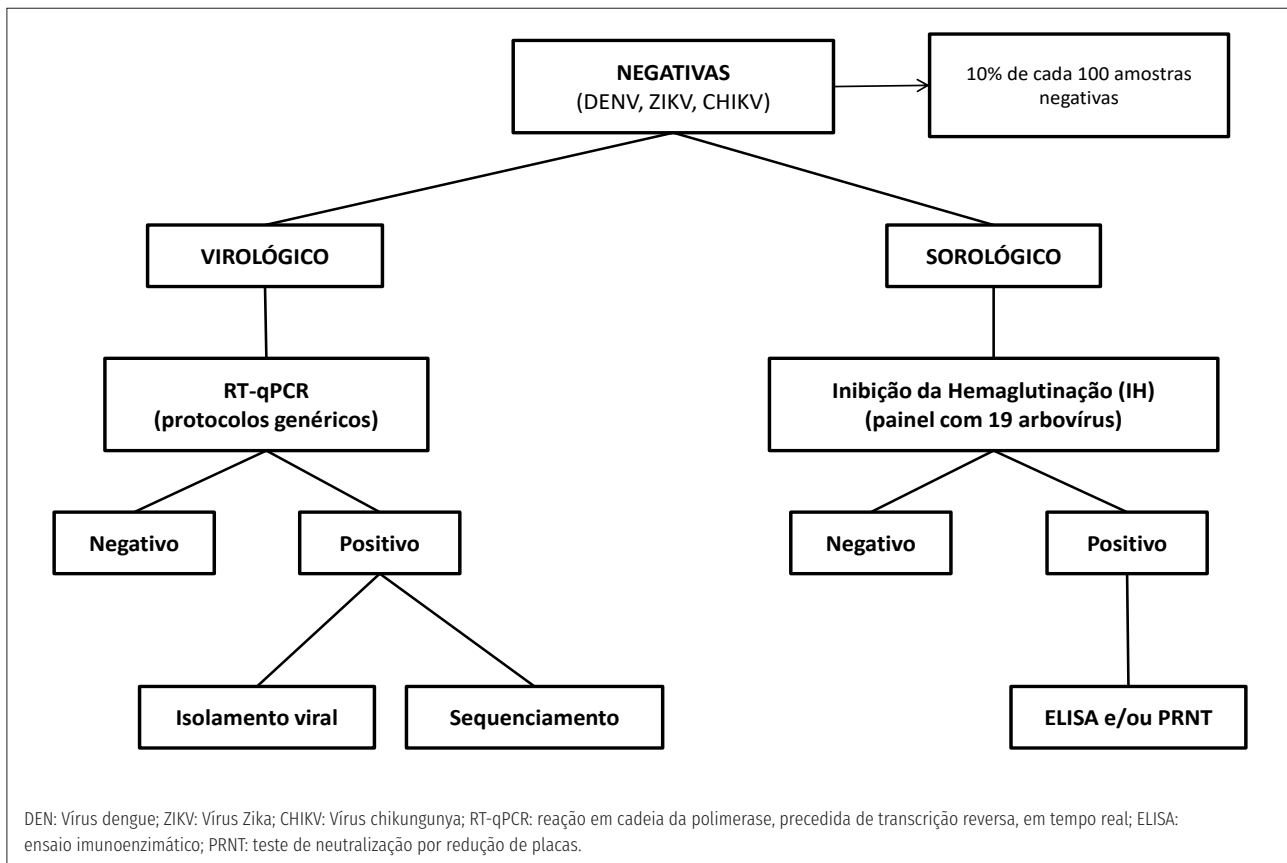 NEGATIVAS
(DENV, ZIKV, CHIKV)
10% de cada 100 amostras
negativas
VIROLÓGICO
SOROLÓGICO
RT-qPCR
(protocolos genéricos)
Inibição da Hemaglutinação (IH)
(painel com 19 arbovírus)
Negativo
Positivo
Negativo
Positivo
Isolamento viral
Sequenciamento
ELISA e/ou PRNT
DEN: Vírus dengue; ZIKV: Vírus Zika; CHIKV: Vírus chikungunya; RT-qPCR: reação em cadeia da polimerase, precedida de transcrição reversa, em tempo real; ELISA:
ensaio imunoenzimático; PRNT: teste de neutralização por redução de placas.